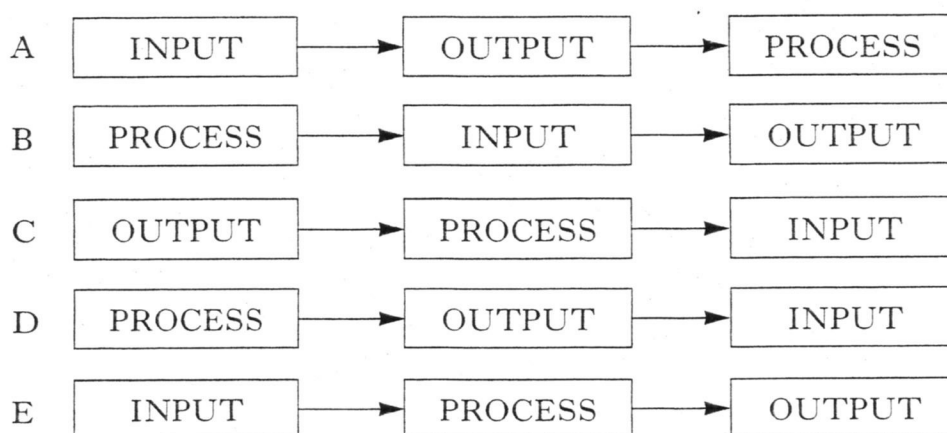 A INPUT OUTPUT PROCESS
B PROCESS INPUT OUTPUT
C OUTPUT PROCESS INPUT
D PROCESS OUTPUT INPUT
E INPUT PROCESS OUTPUT